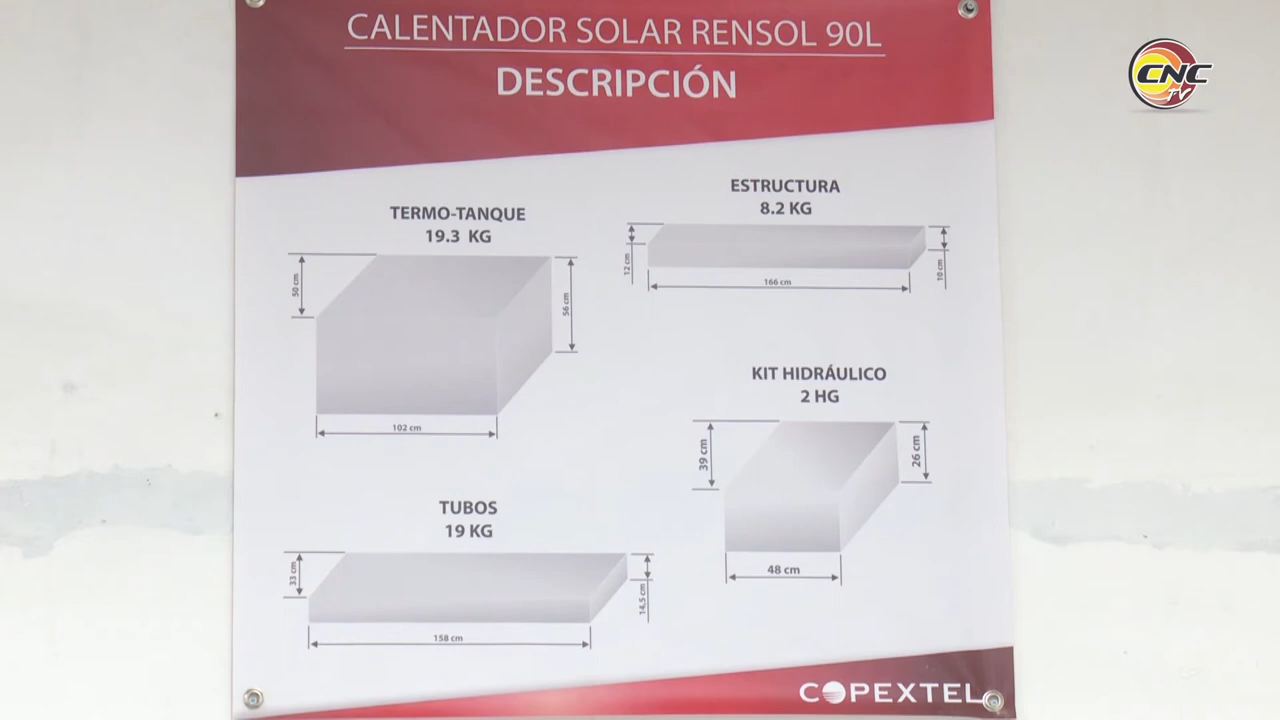 CALENTADOR SOLAR RENSOL 90L
DESCRIPCIÓN
CNC
TV
TERMO-TANQUE
19.3 KG
50 cm
56 cm
102 cm
ESTRUCTURA
8.2 KG
12 cm
10 cm
166 cm
KIT HIDRÁULICO
2 HG
39 cm
26 cm
48 cm
TUBOS
19 KG
33 cm
14,5 cm
158 cm
COPEXTEL